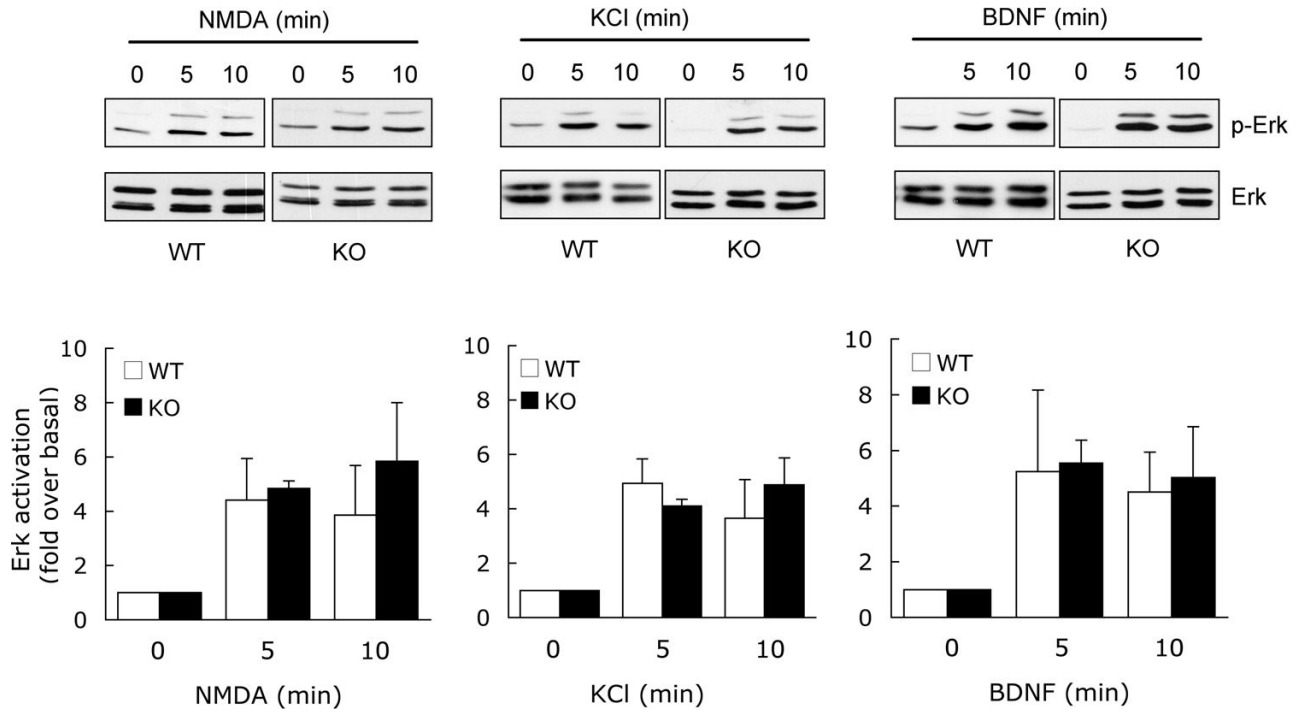 NMDA (min) KCl (min) BDNF (min)
0 5 10 0 5 10 0 5 10 0 5 10 5 10 0 5 10
p-Erk
Erk
WT KO WT KO WT KO
Erk activation
(fold over basal)
10
8
6
4
2
0
WT
KO
0 5 10
NMDA (min)
10
8
6
4
2
0
WT
KO
0 5 10
KCl (min)
10
8
6
4
2
0
WT
KO
0 5 10
BDNF (min)